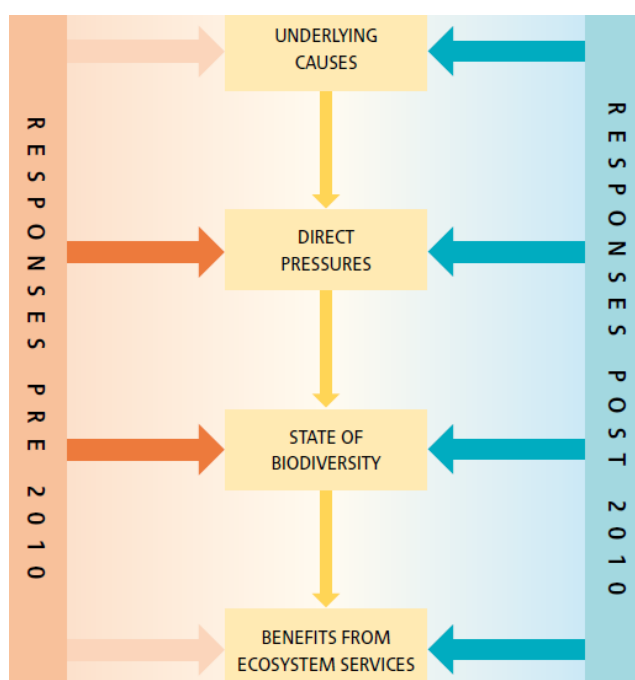 RESPONSES PRE 2010
UNDERLYING
CAUSES
DIRECT
PRESSURES
STATE OF
BIODIVERSITY
BENEFITS FROM
ECOSYSTEM SERVICES
RESPONSES POST 2010